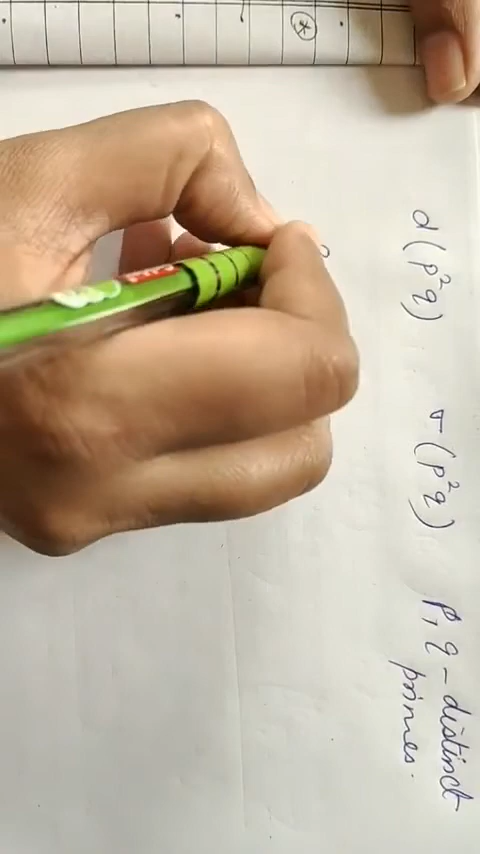 d(p²q) σ(p²q) p, q – distinct
primes.